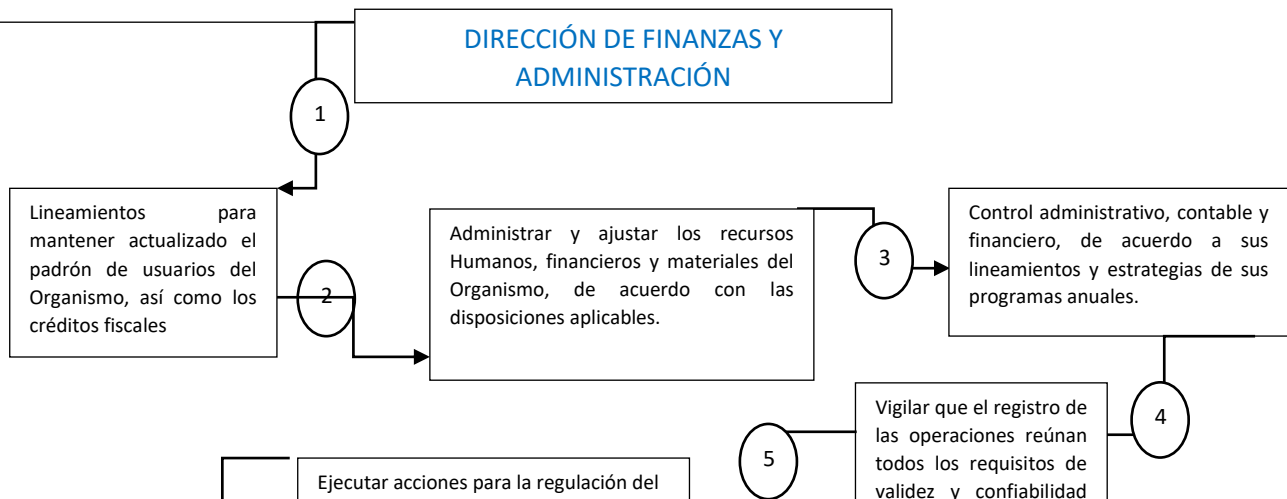 DIRECCIÓN DE FINANZAS Y
ADMINISTRACIÓN
1
Lineamientos para
mantener actualizado el
padrón de usuarios del
Organismo, así como los
créditos fiscales
2
Administrar y ajustar los recursos
Humanos, financieros y materiales del
Organismo, de acuerdo con las
disposiciones aplicables.
3
Control administrativo, contable y
financiero, de acuerdo a sus
lineamientos y estrategias de sus
programas anuales.
4
Vigilar que el registro de
las operaciones reúnan
todos los requisitos de
validez y confiabilidad
5
Ejecutar acciones para la regulación del